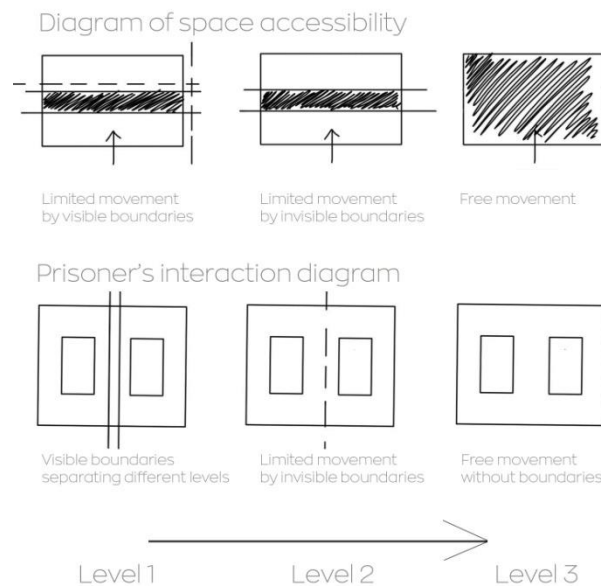 Diagram of space accessibility
Limited movement
by visible boundaries
Limited movement
by invisible boundaries
Free movement
Prisoner's interaction diagram
Visible boundaries
separating different levels
Limited movement
by invisible boundaries
Free movement
without boundaries
Level 1
Level 2
Level 3